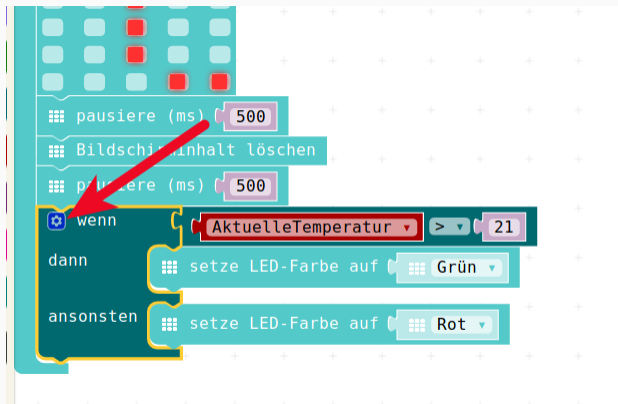 pausiere (ms) 500
Bildschirminhalt löschen
pausiere (ms) 500
wenn AktuelleTemperatur > 21
dann setze LED-Farbe auf Grün
ansonsten setze LED-Farbe auf Rot